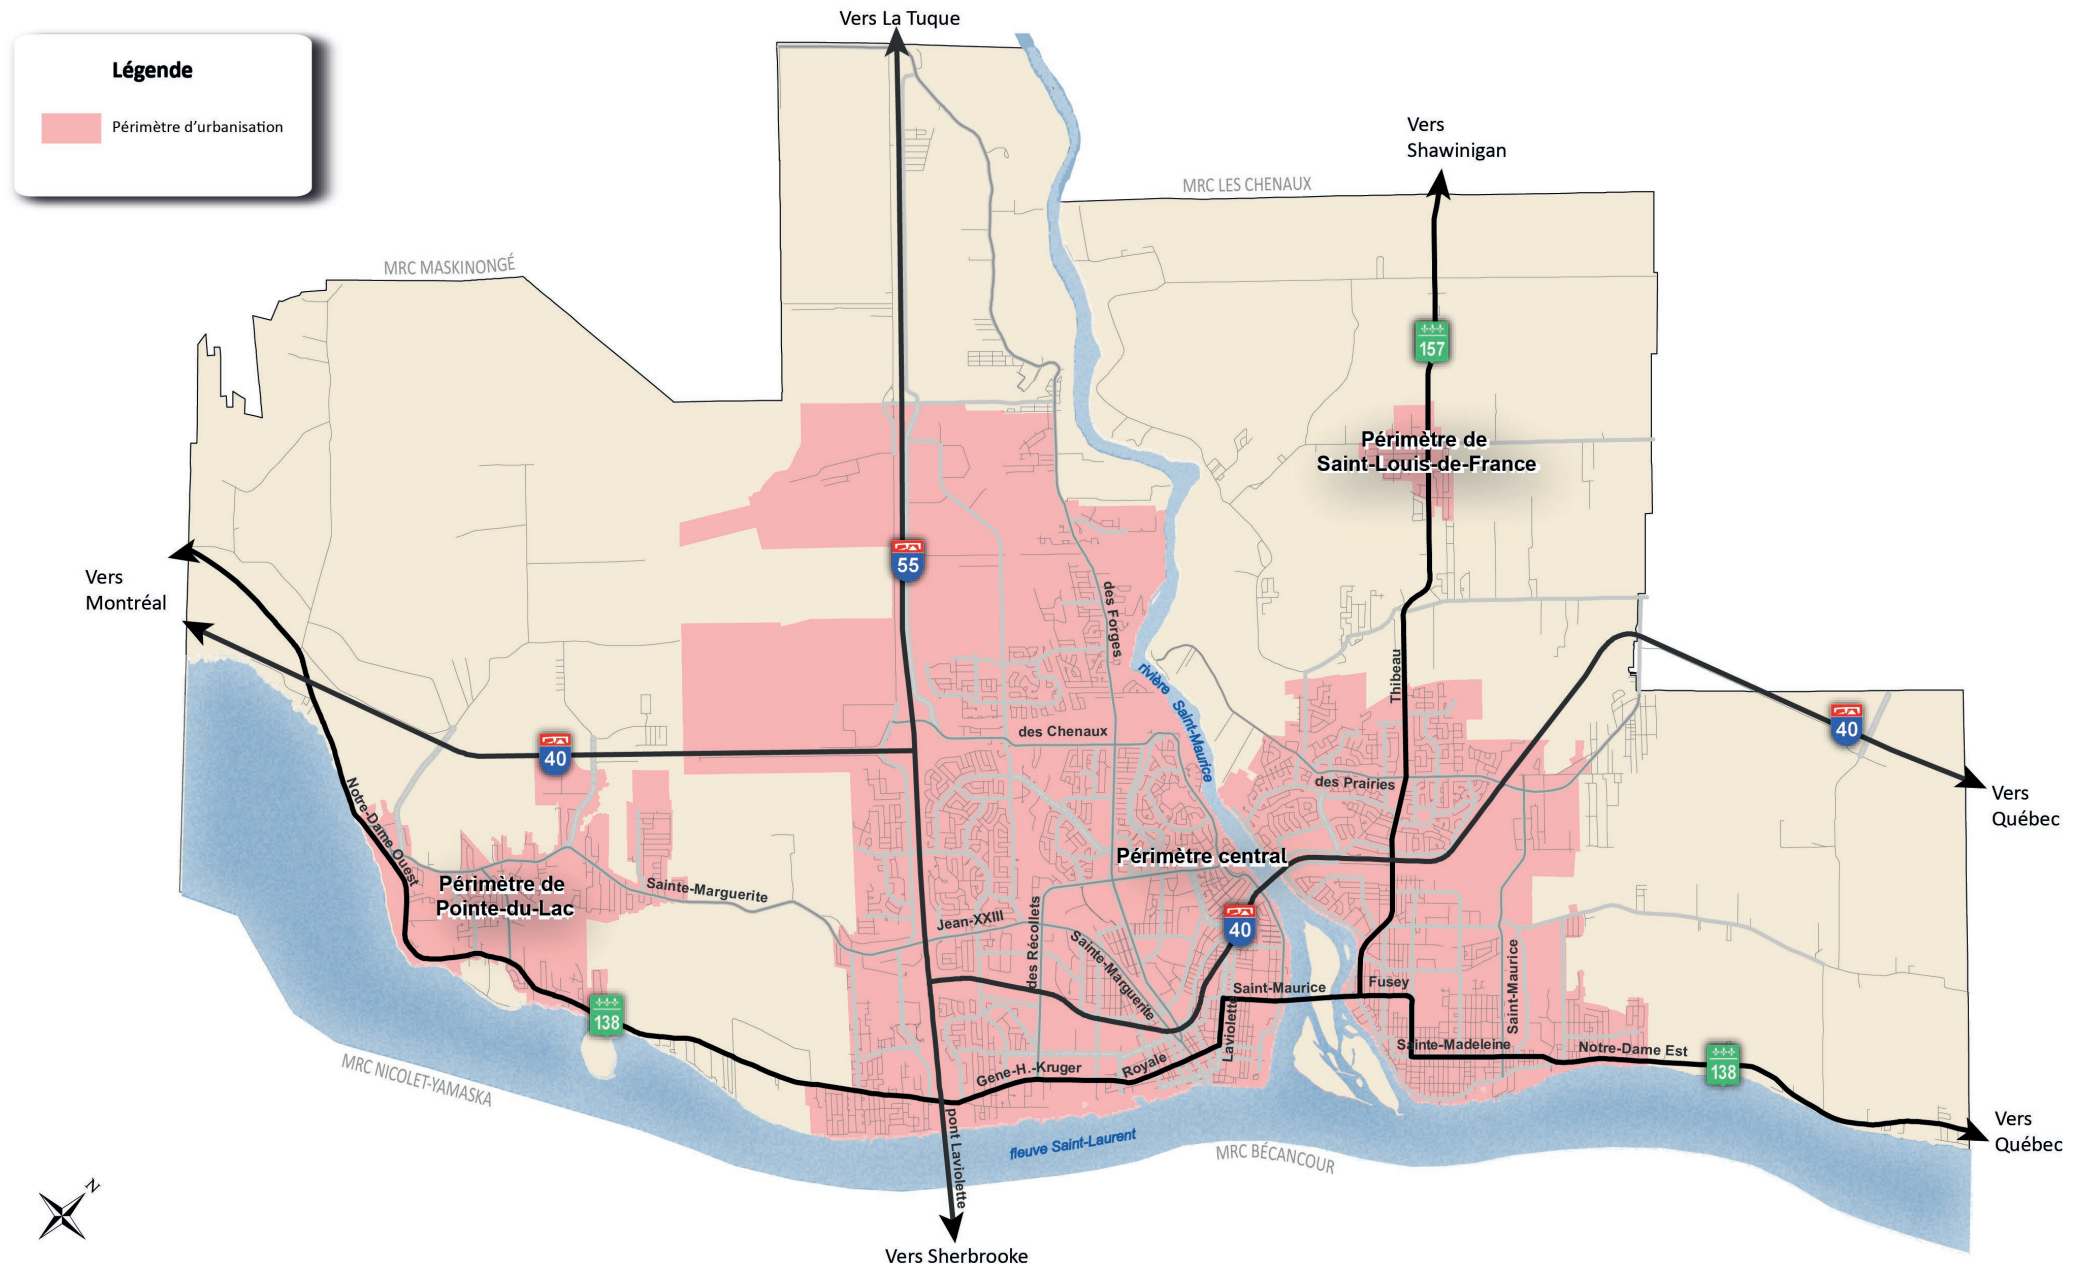 Vers La Tuque
Légende
Périmètre d'urbanisation
Vers
Shawinigan
MRC LES CHENAUX
MRC MASKINONGÉ
157
Périmètre de
Saint-Louis-de-France
55
Vers
Montréal
des Forges
rivière Saint-Maurice
Thibeau
des Chenaux
40
40
des Prairies
Vers
Québec
Notre-Dame Ouest
Périmètre central
Périmètre de
Pointe-du-Lac
Sainte-Marguerite
Jean-XXIII
des Récollets
Sainte-Marguerite
40
Saint-Maurice
Fusey
Saint-Maurice
Laviolette
138
Sainte-Madeleine
Notre-Dame Est
138
Gene-H.-Kruger
Royale
MRC NICOLET-YAMASKA
pont Laviolette
fleuve Saint-Laurent
MRC BÉCANCOUR
Vers
Québec
N
Vers Sherbrooke